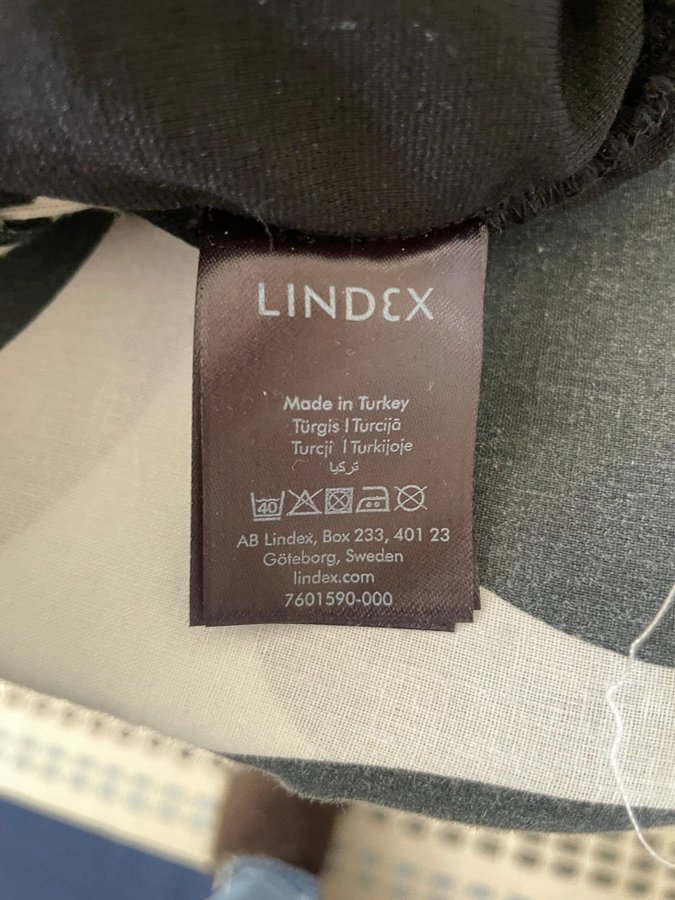 LINDEX
Made in Turkey
Türgis | Turcijā
Turcji | Turkijoje
تركيا
40
AB Lindex, Box 233, 401 23
Göteborg, Sweden
lindex.com
7601590-000